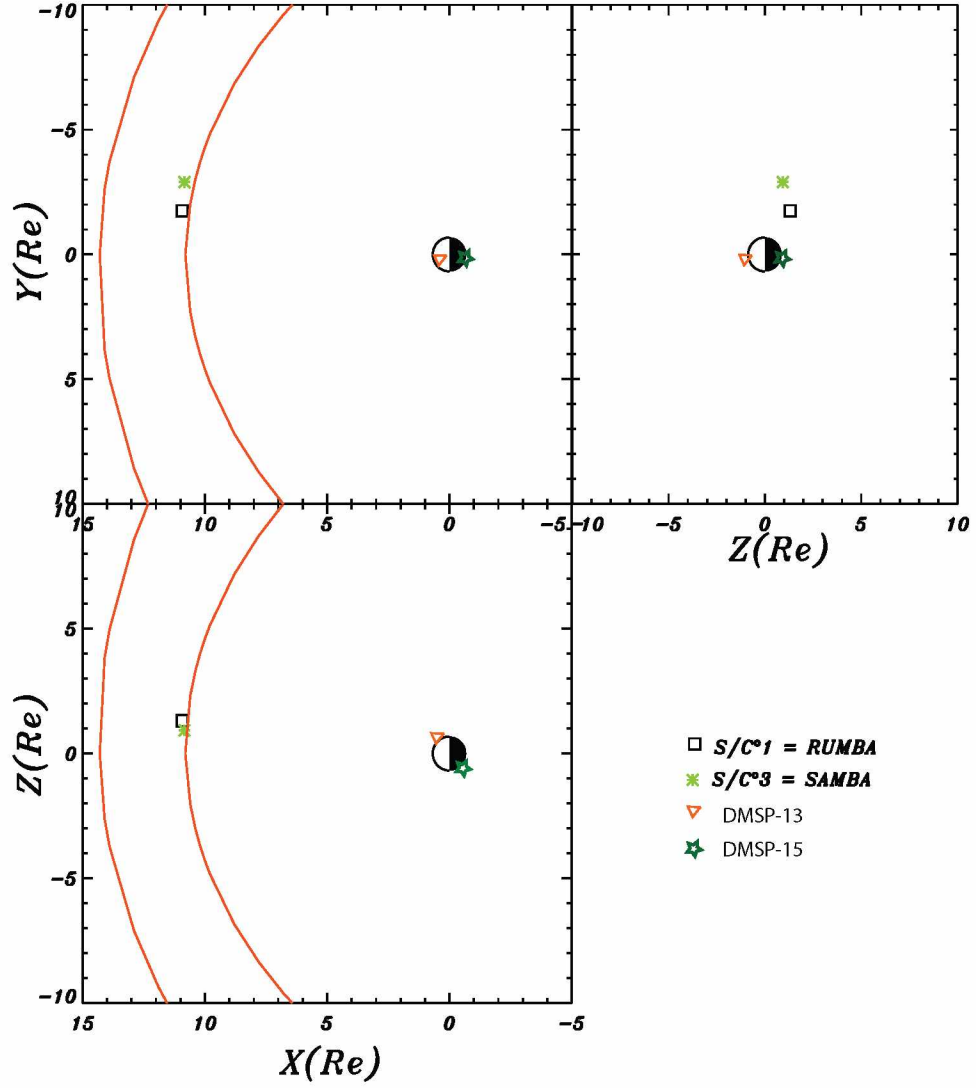 -10
-5
0
5
10
Y(Re)
15 10 5 0 -5
-10 -5 0 5 10
Z(Re)
10
5
0
-5
-10
Z(Re)
15 10 5 0 -5
X(Re)
S/C°1 = RUMBA
S/C°3 = SAMBA
DMSP-13
DMSP-15